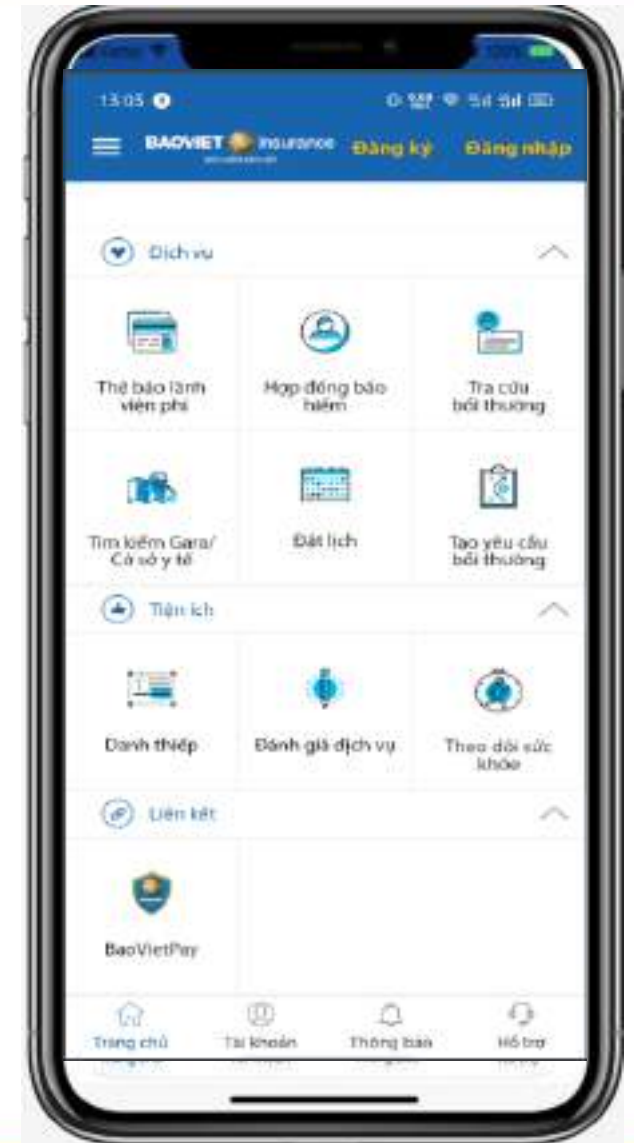 13:05
BAOVIET Insurance Đăng ký Đăng nhập
Dịch vụ
Thẻ bảo lãnh
viện phí
Hợp đồng bảo
hiểm
Tra cứu
bồi thường
Tìm kiếm Gara/
Cơ sở y tế
Đặt lịch
Tạo yêu cầu
bồi thường
Tiện ích
Danh thiếp
Đánh giá dịch vụ
Theo dõi sức
khỏe
Liên kết
BaoVietPay
Trang chủ
Tài khoản
Thông báo
Hỗ trợ